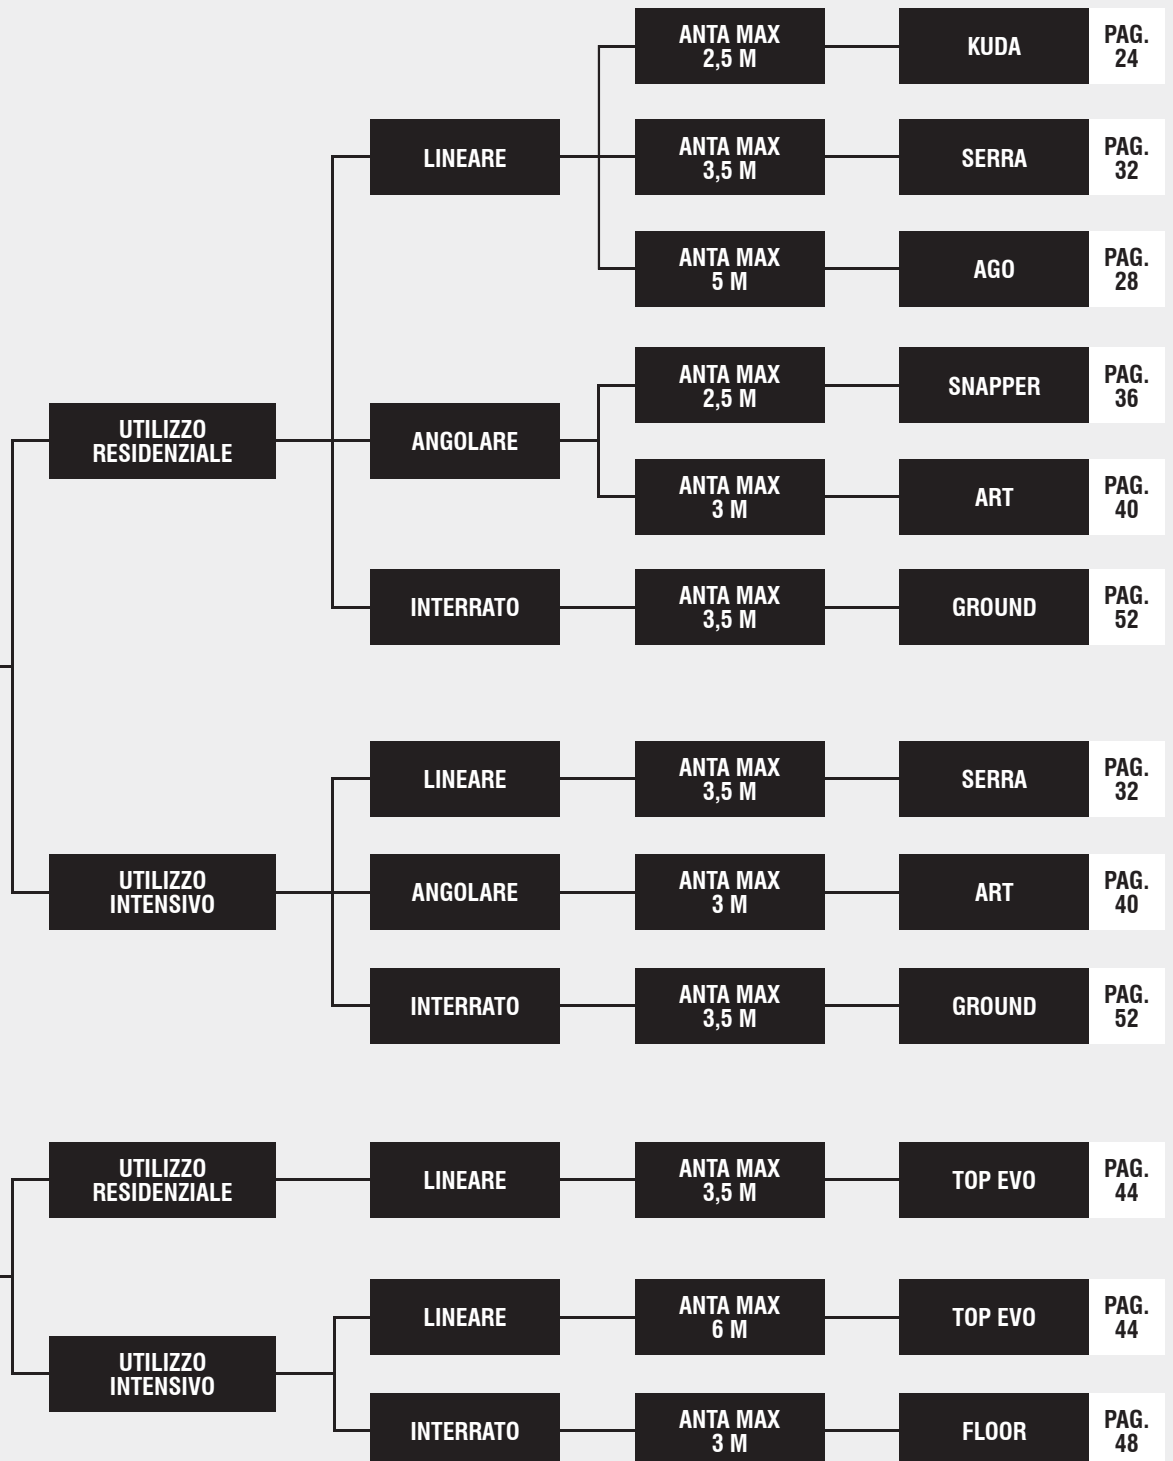 ANTA MAX
2,5 M
KUDA
PAG.
24
LINEARE
ANTA MAX
3,5 M
SERRA
PAG.
32
ANTA MAX
5 M
AGO
PAG.
28
UTILIZZO
RESIDENZIALE
ANGOLARE
ANTA MAX
2,5 M
SNAPPER
PAG.
36
ANTA MAX
3 M
ART
PAG.
40
INTERRATO
ANTA MAX
3,5 M
GROUND
PAG.
52
LINEARE
ANTA MAX
3,5 M
SERRA
PAG.
32
UTILIZZO
INTENSIVO
ANGOLARE
ANTA MAX
3 M
ART
PAG.
40
INTERRATO
ANTA MAX
3,5 M
GROUND
PAG.
52
UTILIZZO
RESIDENZIALE
LINEARE
ANTA MAX
3,5 M
TOP EVO
PAG.
44
UTILIZZO
INTENSIVO
LINEARE
ANTA MAX
6 M
TOP EVO
PAG.
44
INTERRATO
ANTA MAX
3 M
FLOOR
PAG.
48